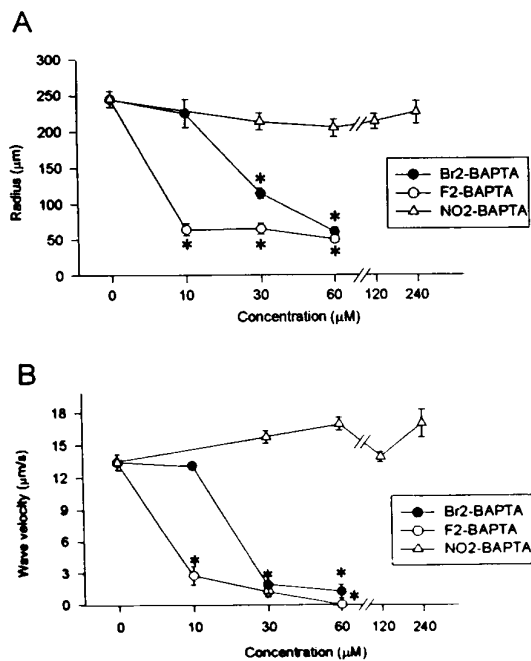 A
300
250
200
150
100
50
0
Radius (μm)
*
*
*
*
*
Br2-BAPTA
F2-BAPTA
NO2-BAPTA
0 10 30 60 120 240
Concentration (μM)
B
18
15
12
9
6
3
0
Wave velocity (μm/s)
*
*
*
*
Br2-BAPTA
F2-BAPTA
NO2-BAPTA
0 10 30 60 120 240
Concentration (μM)